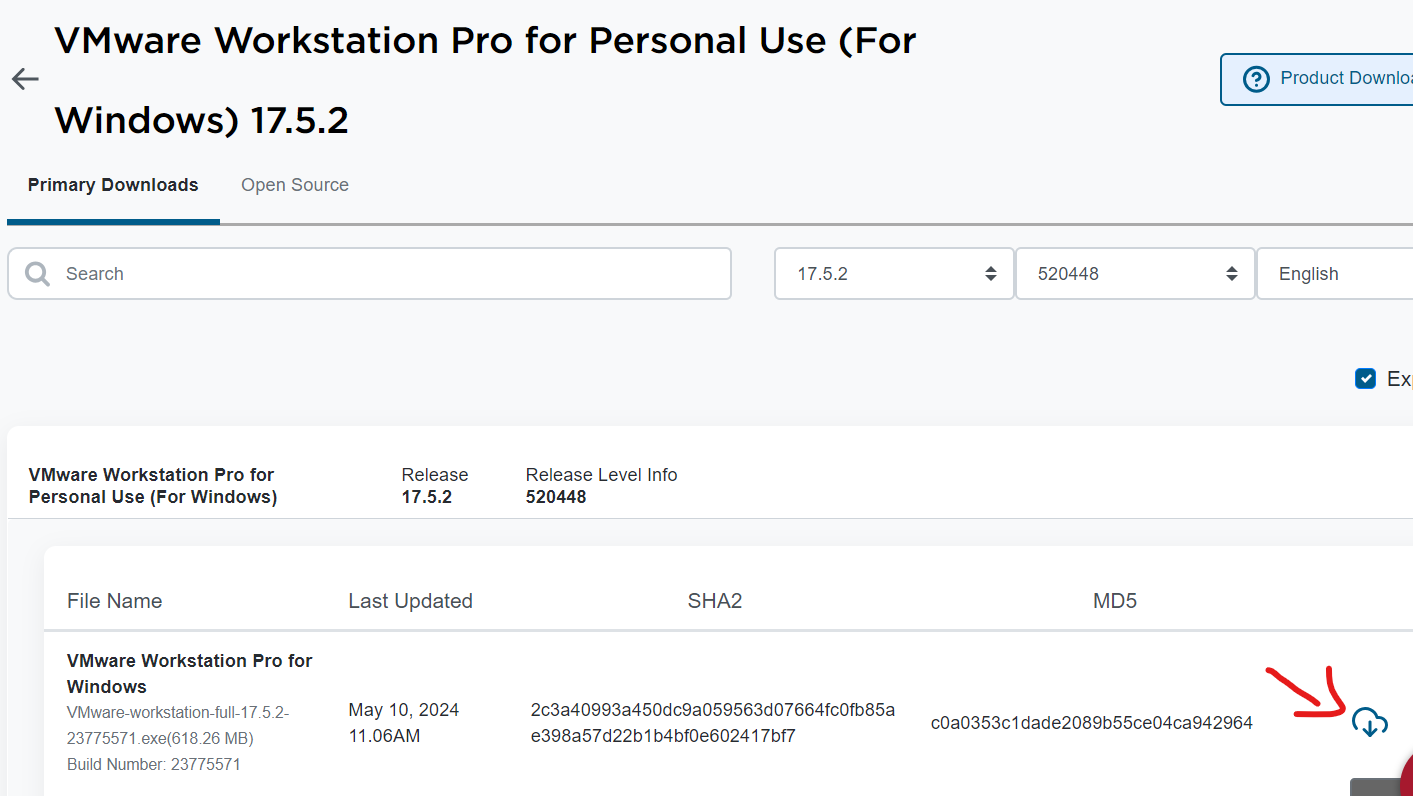 VMware Workstation Pro for Personal Use (For
Windows) 17.5.2
Product Downloa
Primary Downloads
Open Source
Search
17.5.2
520448
English
Exp
VMware Workstation Pro for
Personal Use (For Windows)
Release
17.5.2
Release Level Info
520448
File Name
Last Updated
SHA2
MD5
VMware Workstation Pro for
Windows
VMware-workstation-full-17.5.2-
23775571.exe(618.26 MB)
Build Number: 23775571
May 10, 2024
11.06AM
2c3a40993a450dc9a059563d07664fc0fb85a
e398a57d22b1b4bf0e602417bf7
c0a0353c1dade2089b55ce04ca942964